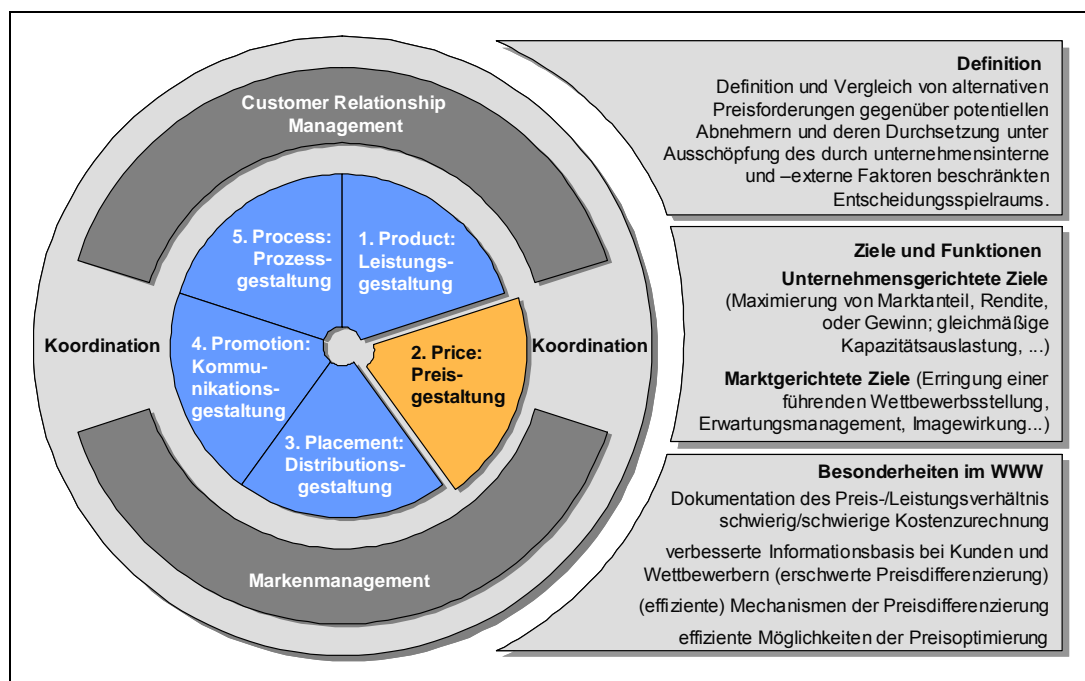 Customer Relationship
Management
5. Process:
Prozess-
gestaltung
1. Product:
Leistungs-
gestaltung
Koordination
4. Promotion:
Kommu-
nikations-
gestaltung
2. Price:
Preis-
gestaltung
Koordination
3. Placement:
Distributions-
gestaltung
Markenmanagement
Definition
Definition und Vergleich von alternativen
Preisforderungen gegenüber potentiellen
Abnehmern und deren Durchsetzung unter
Ausschöpfung des durch unternehmensinterne
und –externe Faktoren beschränkten
Entscheidungsspielraums.
Ziele und Funktionen
Unternehmensgerichtete Ziele
(Maximierung von Marktanteil, Rendite,
oder Gewinn; gleichmäßige
Kapazitätsauslastung, ...)
Marktgerichtete Ziele (Erringung einer
führenden Wettbewerbsstellung,
Erwartungsmanagement, Imagewirkung...)
Besonderheiten im WWW
Dokumentation des Preis-/Leistungsverhältnis
schwierig/schwierige Kostenzurechnung
verbesserte Informationsbasis bei Kunden und
Wettbewerbern (erschwerte Preisdifferenzierung)
(effiziente) Mechanismen der Preisdifferenzierung
effiziente Möglichkeiten der Preisoptimierung